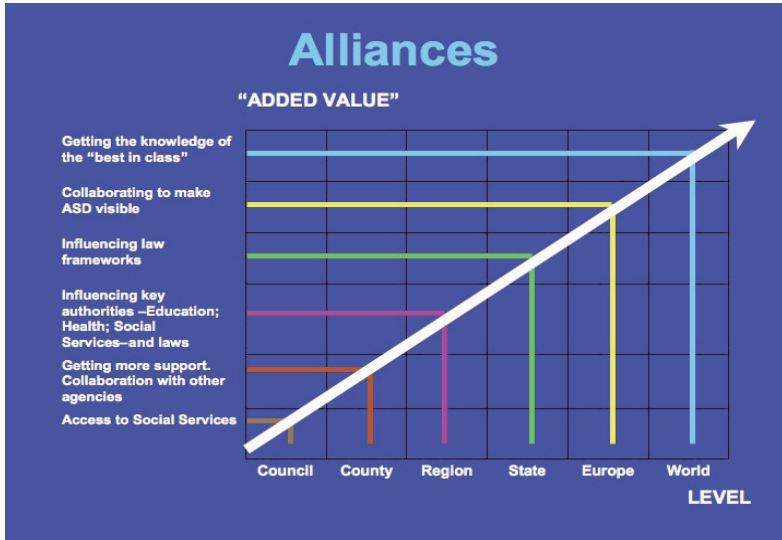 Alliances
“ADDED VALUE”
Getting the knowledge of
the “best in class”
Collaborating to make
ASD visible
Influencing law
frameworks
Influencing key
authorities –Education;
Health; Social
Services–and laws
Getting more support.
Collaboration with other
agencies
Access to Social Services
Council County Region State Europe World
LEVEL